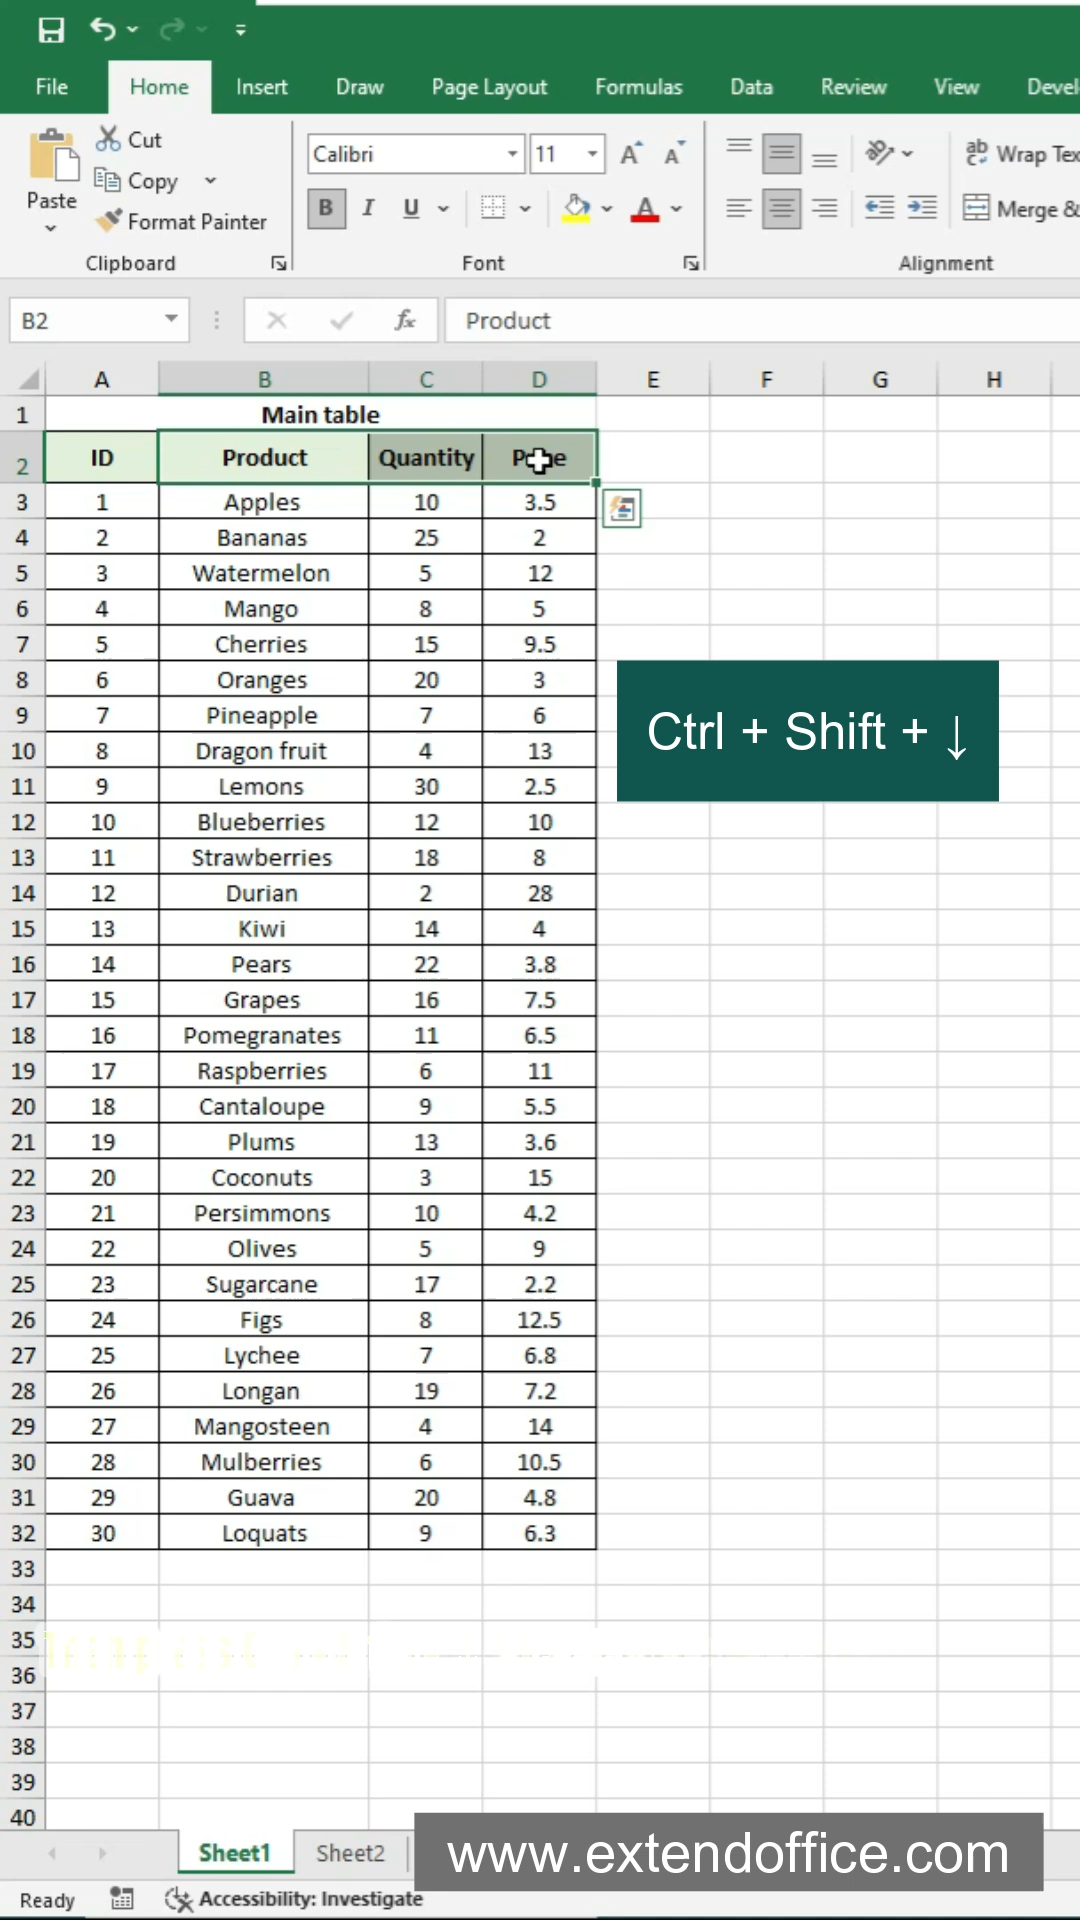 File Home Insert Draw Page Layout Formulas Data Review View Devel
Paste
Cut
Copy
Format Painter
Clipboard
Calibri 11
B I U
Font
Wrap Tex
Merge &
Alignment
B2 fx Product
A B C D E F G H
1 Main table
2 ID Product Quantity
3 1 Apples 10 3.5
4 2 Bananas 25 2
5 3 Watermelon 5 12
6 4 Mango 8 5
7 5 Cherries 15 9.5
8 6 Oranges 20 3
9 7 Pineapple 7 6
Ctrl + Shift + ↓
10 8 Dragon fruit 4 13
11 9 Lemons 30 2.5
12 10 Blueberries 12 10
13 11 Strawberries 18 8
14 12 Durian 2 28
15 13 Kiwi 14 4
16 14 Pears 22 3.8
17 15 Grapes 16 7.5
18 16 Pomegranates 11 6.5
19 17 Raspberries 6 11
20 18 Cantaloupe 9 5.5
21 19 Plums 13 3.6
22 20 Coconuts 3 15
23 21 Persimmons 10 4.2
24 22 Olives 5 9
25 23 Sugarcane 17 2.2
26 24 Figs 8 12.5
27 25 Lychee 7 6.8
28 26 Longan 19 7.2
29 27 Mangosteen 4 14
30 28 Mulberries 6 10.5
31 29 Guava 20 4.8
32 30 Loquats 9 6.3
33
34
35
36
37
38
39
40
Sheet1 Sheet2
www.extendoffice.com
Ready Accessibility: Investigate